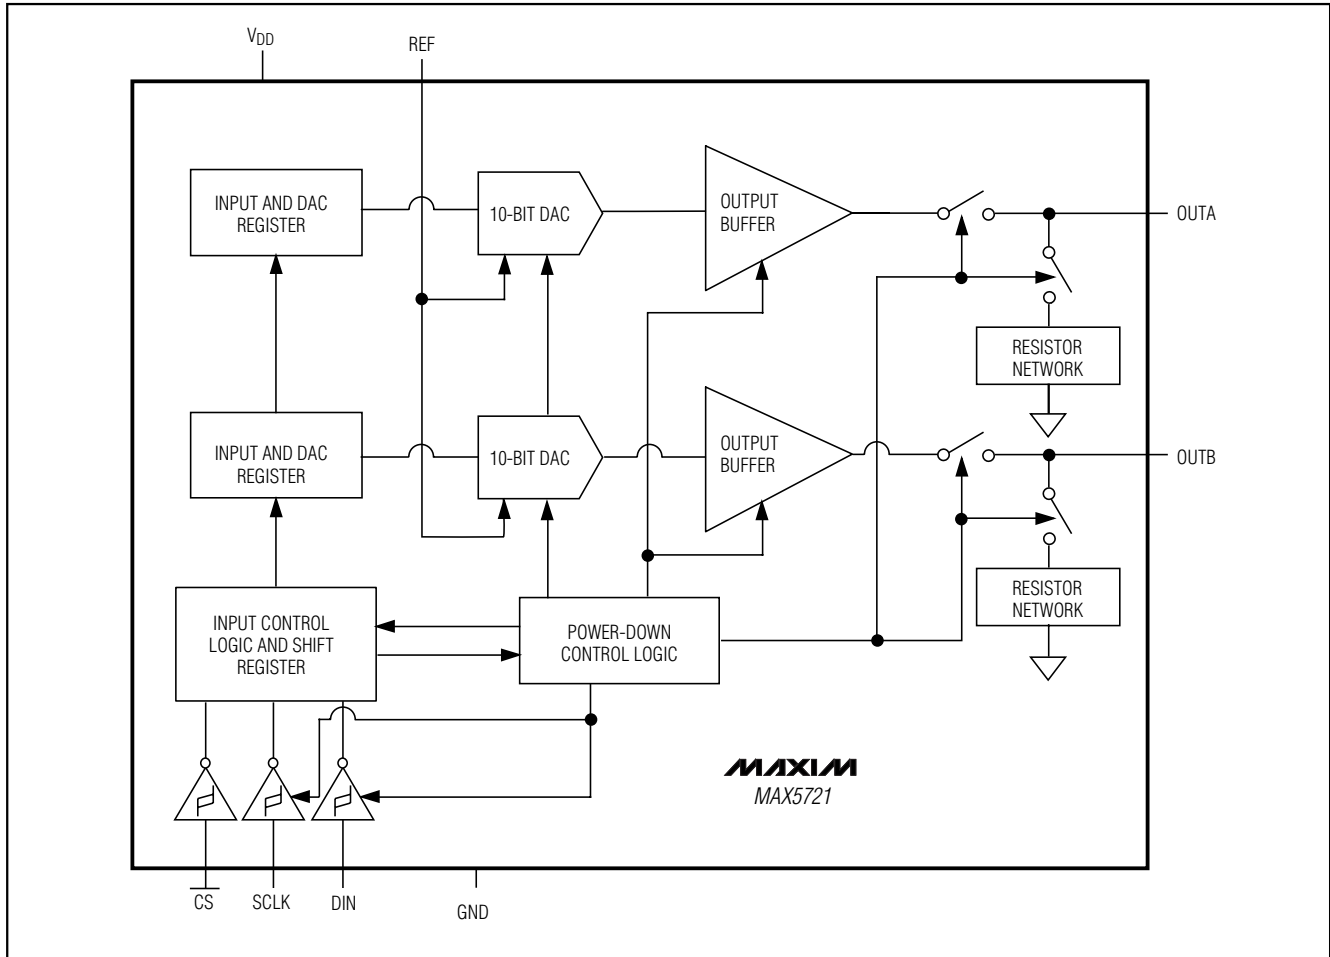 VDD
REF
INPUT AND DAC
REGISTER
10-BIT DAC
OUTPUT
BUFFER
OUTA
RESISTOR
NETWORK
INPUT AND DAC
REGISTER
10-BIT DAC
OUTPUT
BUFFER
OUTB
RESISTOR
NETWORK
INPUT CONTROL
LOGIC AND SHIFT
REGISTER
POWER-DOWN
CONTROL LOGIC
MAXIM
MAX5721
CS
SCLK
DIN
GND